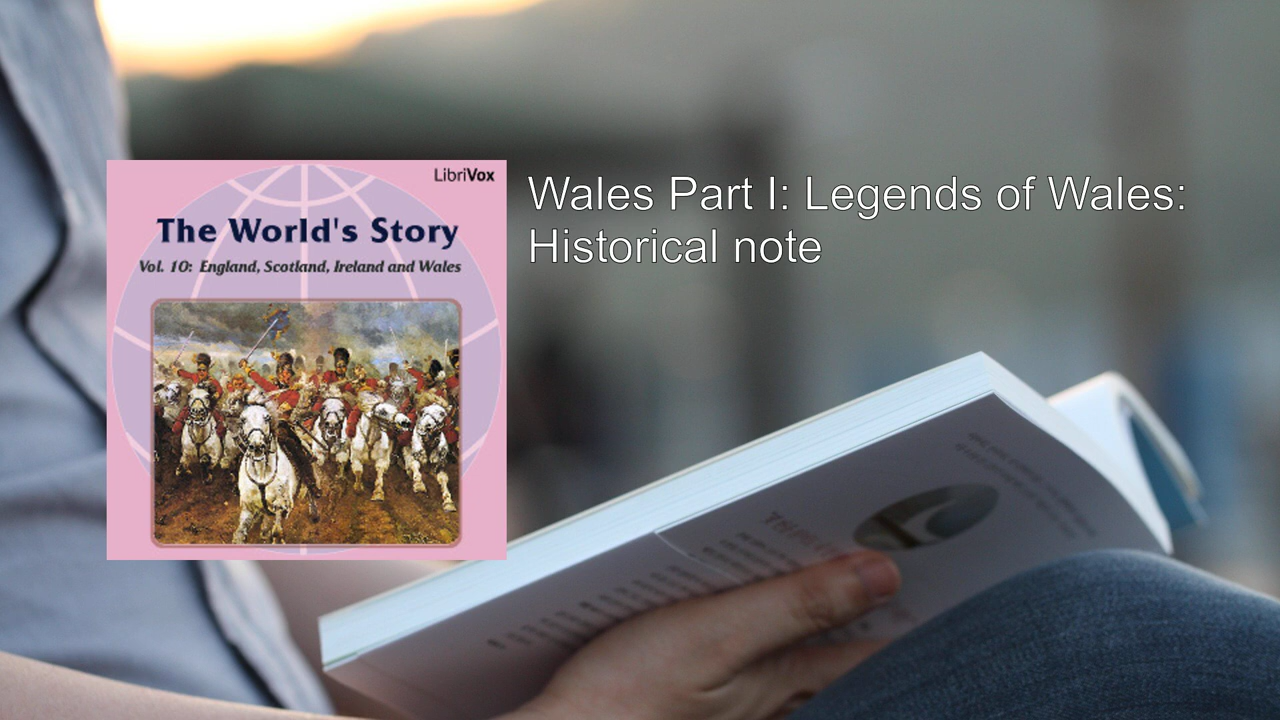 LibriVox
The World's Story
Vol. 10: England, Scotland, Ireland and Wales
Wales Part I: Legends of Wales:
Historical note